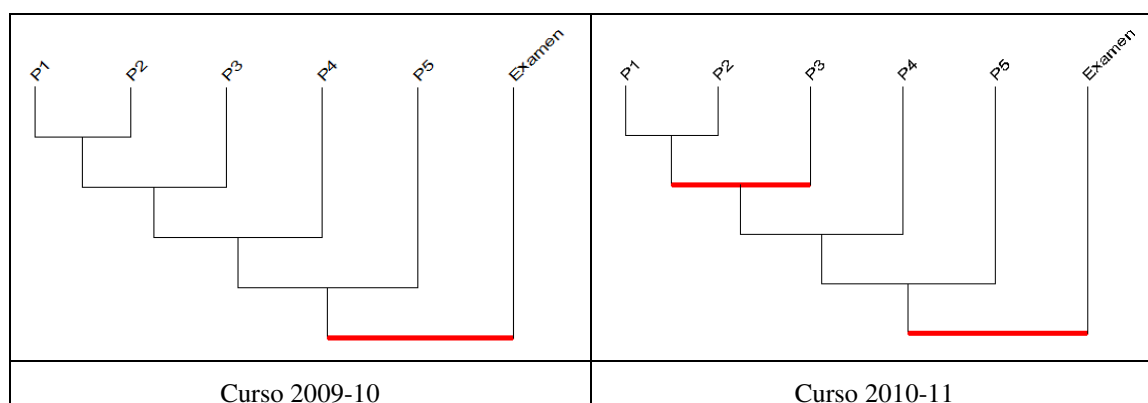 P1 P2 P3 P4 P5 Examen
P1 P2 P3 P4 P5 Examen
Curso 2009-10
Curso 2010-11